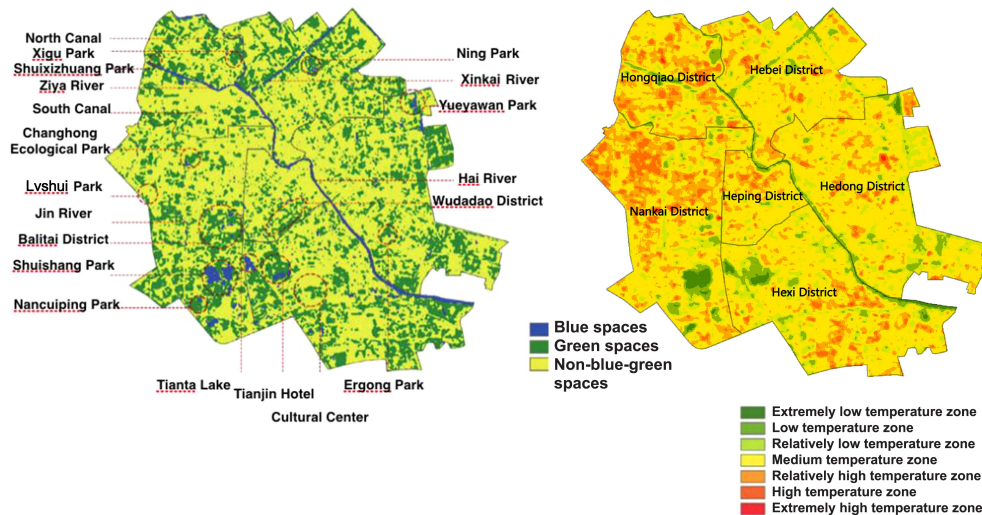 North Canal
Xigu Park
Shuixizhuang Park
Ziya River
South Canal
Changhong
Ecological Park
Lvshui Park
Jin River
Balitai District
Shuishang Park
Nancuiping Park
Ning Park
Xinkai River
Yueyawan Park
Hai River
Wudadao District
Tianta Lake
Tianjin Hotel
Cultural Center
Ergong Park
Blue spaces
Green spaces
Non-blue-green
spaces
Hongqiao District
Hebei District
Heping District
Hedong District
Nankai District
Hexi District
Extremely low temperature zone
Low temperature zone
Relatively low temperature zone
Medium temperature zone
Relatively high temperature zone
High temperature zone
Extremely high temperature zone